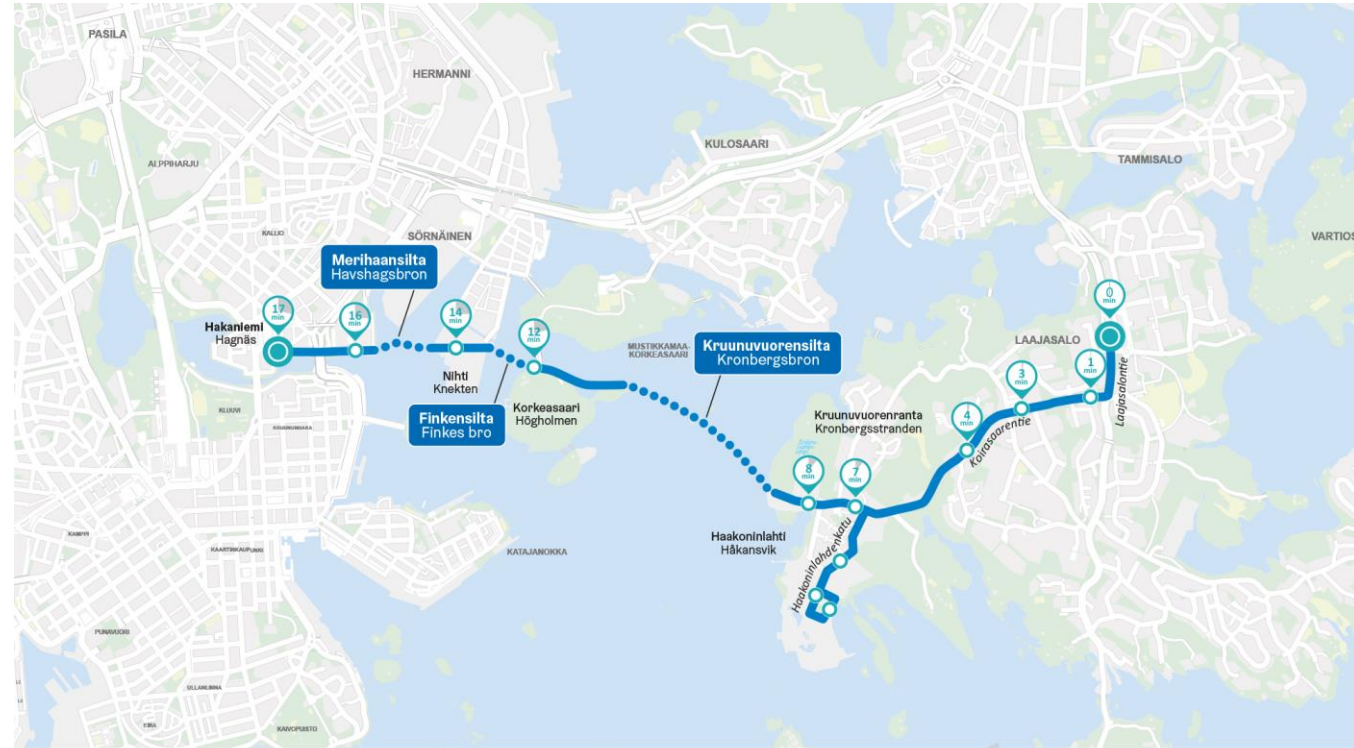 PASILA
HERMANNI
KULOSAARI
ALPPIHARJU
TAMMISALO
KALLIO
SÖRNÄINEN
VARTIOS
Merihaansilta
Havshagsbron
17
min
16
min
14
min
12
min
0
min
Hakaniemi
Hagnäs
LAAJASALO
MUSTIKKAMAA-
KORKEASAARI
Kruunuvuorensilta
Kronbergsbron
Nihti
Knekten
3
min
1
min
Laajasalontie
KLUUVI
Finkensilta
Finkes bro
Korkeasaari
Högholmen
Kruunuvuorenranta
Kronbergsstranden
4
min
Koirasaarentie
8
min
7
min
Haakoninlahti
Håkansvik
Haakoninlahdenkatu
KAMPPI
KAARTINKAUPUNKI
KATAJANOKKA
PUNAVUORI
ULLANLINNA
EIRA
KAIVOPUISTO